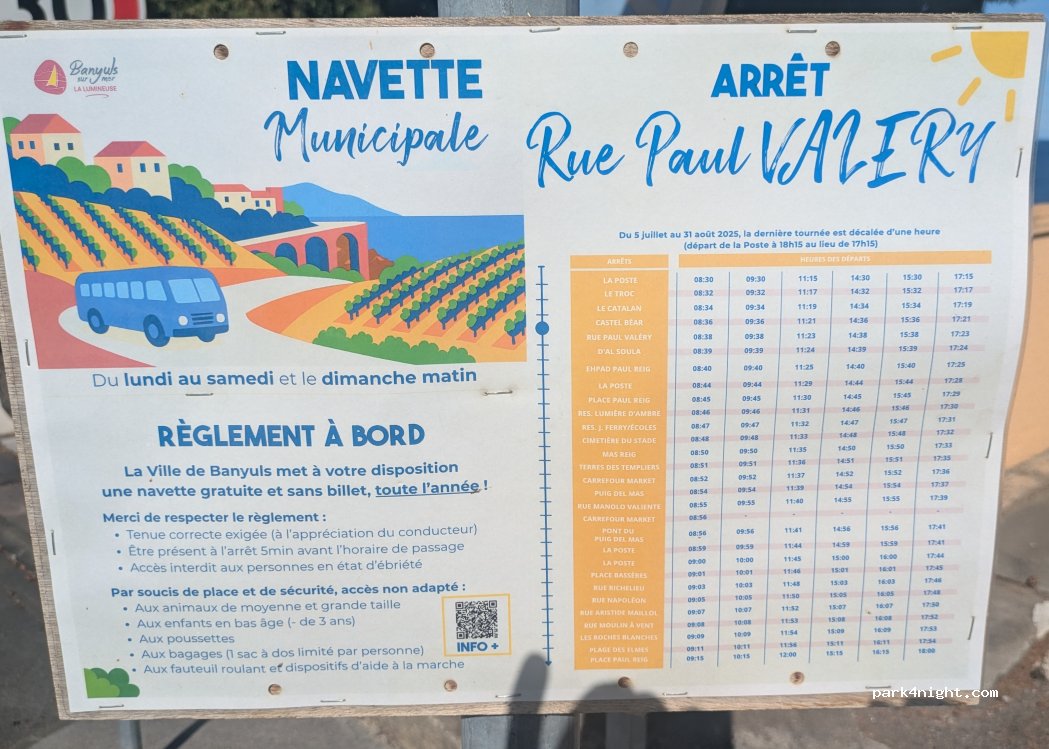 30
Banyuls
sur mer
LA LUMINEUSE
NAVETTE
Municipale
ARRÊT
Rue Paul VALERY
Du lundi au samedi et le dimanche matin
RÈGLEMENT À BORD
La Ville de Banyuls met à votre disposition
une navette gratuite et sans billet, toute l'année !
Merci de respecter le règlement :
• Tenue correcte exigée (à l'appréciation du conducteur)
• Être présent à l'arrêt 5min avant l'horaire de passage
• Accès interdit aux personnes en état d'ébriété
Par soucis de place et de sécurité, accès non adapté :
• Aux animaux de moyenne et grande taille
• Aux enfants en bas âge (- de 3 ans)
• Aux poussettes
• Aux bagages (1 sac à dos limité par personne)
• Aux fauteuil roulant et dispositifs d'aide à la marche
INFO +
Du 5 juillet au 31 août 2025, la dernière tournée est décalée d'une heure
(départ de la Poste à 18h15 au lieu de 17h15)
ARRÊTS HEURES DES DÉPARTS
LA POSTE 08:30 09:30 11:15 14:30 15:30 17:15
LE TROC 08:32 09:32 11:17 14:32 15:32 17:17
LE CATALAN 08:34 09:34 11:19 14:34 15:34 17:19
CASTEL BÉAR 08:36 09:36 11:21 14:36 15:36 17:21
RUE PAUL VALÉRY 08:38 09:38 11:23 14:38 15:38 17:23
D'AL SOULA 08:39 09:39 11:24 14:39 15:39 17:24
EHPAD PAUL REIG 08:40 09:40 11:25 14:40 15:40 17:25
LA POSTE 08:44 09:44 11:29 14:44 15:44 17:28
PLACE PAUL REIG 08:45 09:45 11:30 14:45 15:45 17:29
RES. LUMIÈRE D'AMBRE 08:46 09:46 11:31 14:46 15:46 17:30
RES. J. FERRY/ÉCOLES 08:47 09:47 11:32 14:47 15:47 17:31
CIMETIÈRE DU STADE 08:48 09:48 11:33 14:48 15:48 17:32
MAS REIG 08:50 09:50 11:35 14:50 15:50 17:33
TERRES DES TEMPLIERS 08:51 09:51 11:36 14:51 15:51 17:35
CARREFOUR MARKET 08:52 09:52 11:37 14:52 15:52 17:36
PUIG DEL MAS 08:54 09:54 11:39 14:54 15:54 17:37
RUE MANOLO VALIENTE 08:55 09:55 11:40 14:55 15:55 17:39
CARREFOUR MARKET 08:56 - - - - -
PONT DU
PUIG DEL MAS 08:56 09:56 11:41 14:56 15:56 17:41
LA POSTE 08:59 09:59 11:44 14:59 15:59 17:41
LA POSTE 09:00 10:00 11:45 15:00 16:00 17:44
PLACE BASSÈRES 09:01 10:01 11:46 15:01 16:01 17:45
RUE RICHELIEU 09:03 10:03 11:48 15:03 16:03 17:46
RUE NAPOLÉON 09:05 10:05 11:50 15:05 16:05 17:48
RUE ARISTIDE MAILLOL 09:07 10:07 11:52 15:07 16:07 17:50
RUE MOULIN À VENT 09:08 10:08 11:53 15:08 16:08 17:52
LES ROCHES BLANCHES 09:09 10:09 11:54 15:09 16:09 17:53
PLAGE DES ELMES 09:11 10:11 11:56 15:11 16:11 17:54
PLACE PAUL REIG 09:15 10:15 12:00 15:15 16:15 18:00
park4night.com